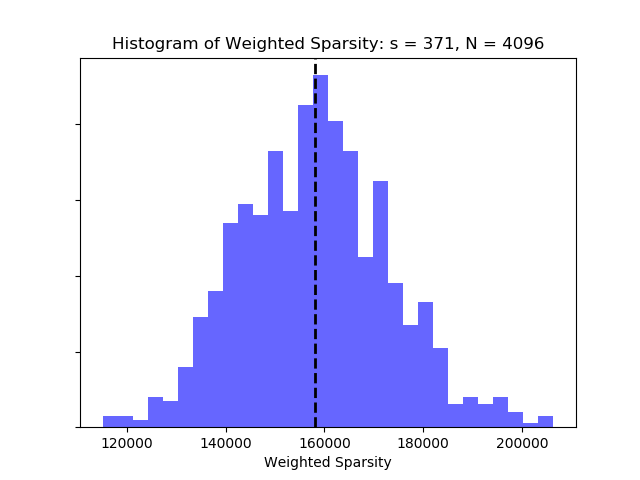 Histogram of Weighted Sparsity: s = 371, N = 4096
120000 140000 160000 180000 200000
Weighted Sparsity